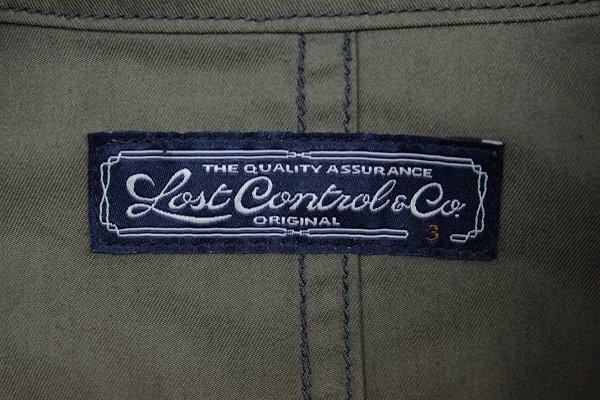 THE QUALITY ASSURANCE
Lost Control & Co.
ORIGINAL
3